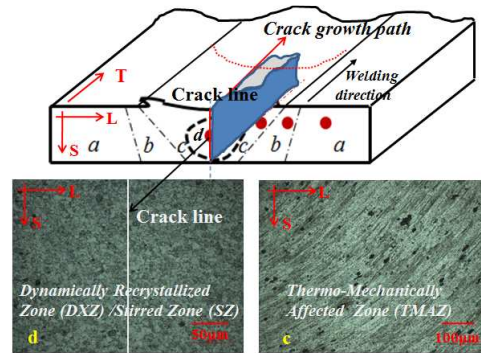 Crack growth path
T
Crack line
Welding
direction
L
S
a
b
c
d
c
b
a
L
S
Crack line
L
S
Dynamically Recrystallized
Zone (DXZ) /Stirred Zone (SZ)
d
50μm
Thermo-Mechanically
Affected Zone (TMAZ)
c
100μm